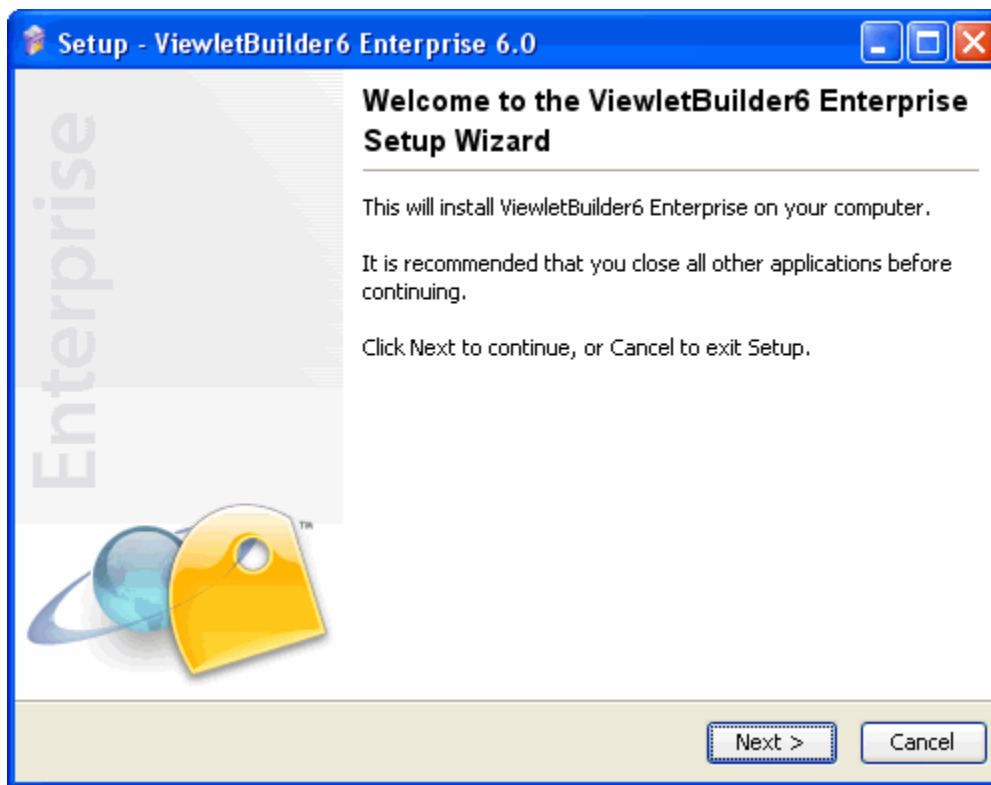 Setup - ViewletBuilder6 Enterprise 6.0
Enterprise
Welcome to the ViewletBuilder6 Enterprise
Setup Wizard
This will install ViewletBuilder6 Enterprise on your computer.
It is recommended that you close all other applications before
continuing.
Click Next to continue, or Cancel to exit Setup.
TM
Next >
Cancel